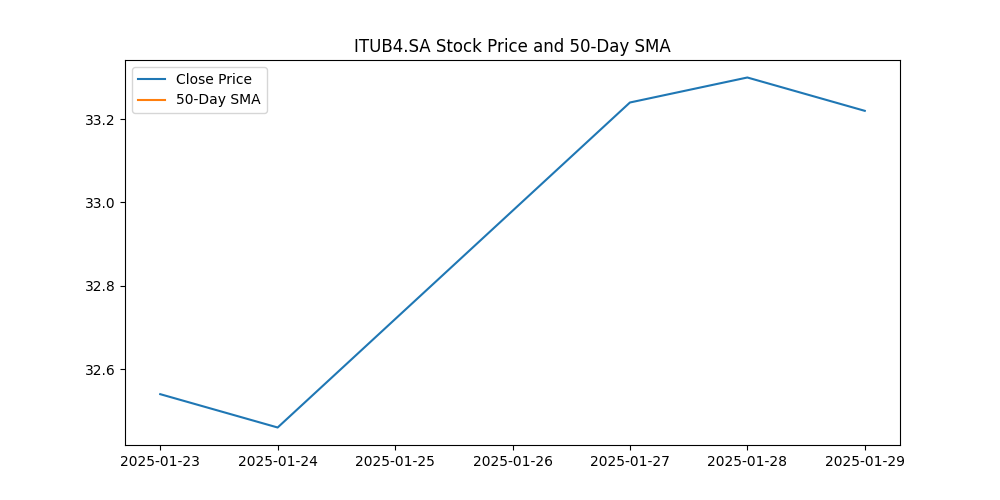 ITUB4.SA Stock Price and 50-Day SMA
Close Price
50-Day SMA
33.2
33.0
32.8
32.6
2025-01-23 2025-01-24 2025-01-25 2025-01-26 2025-01-27 2025-01-28 2025-01-29